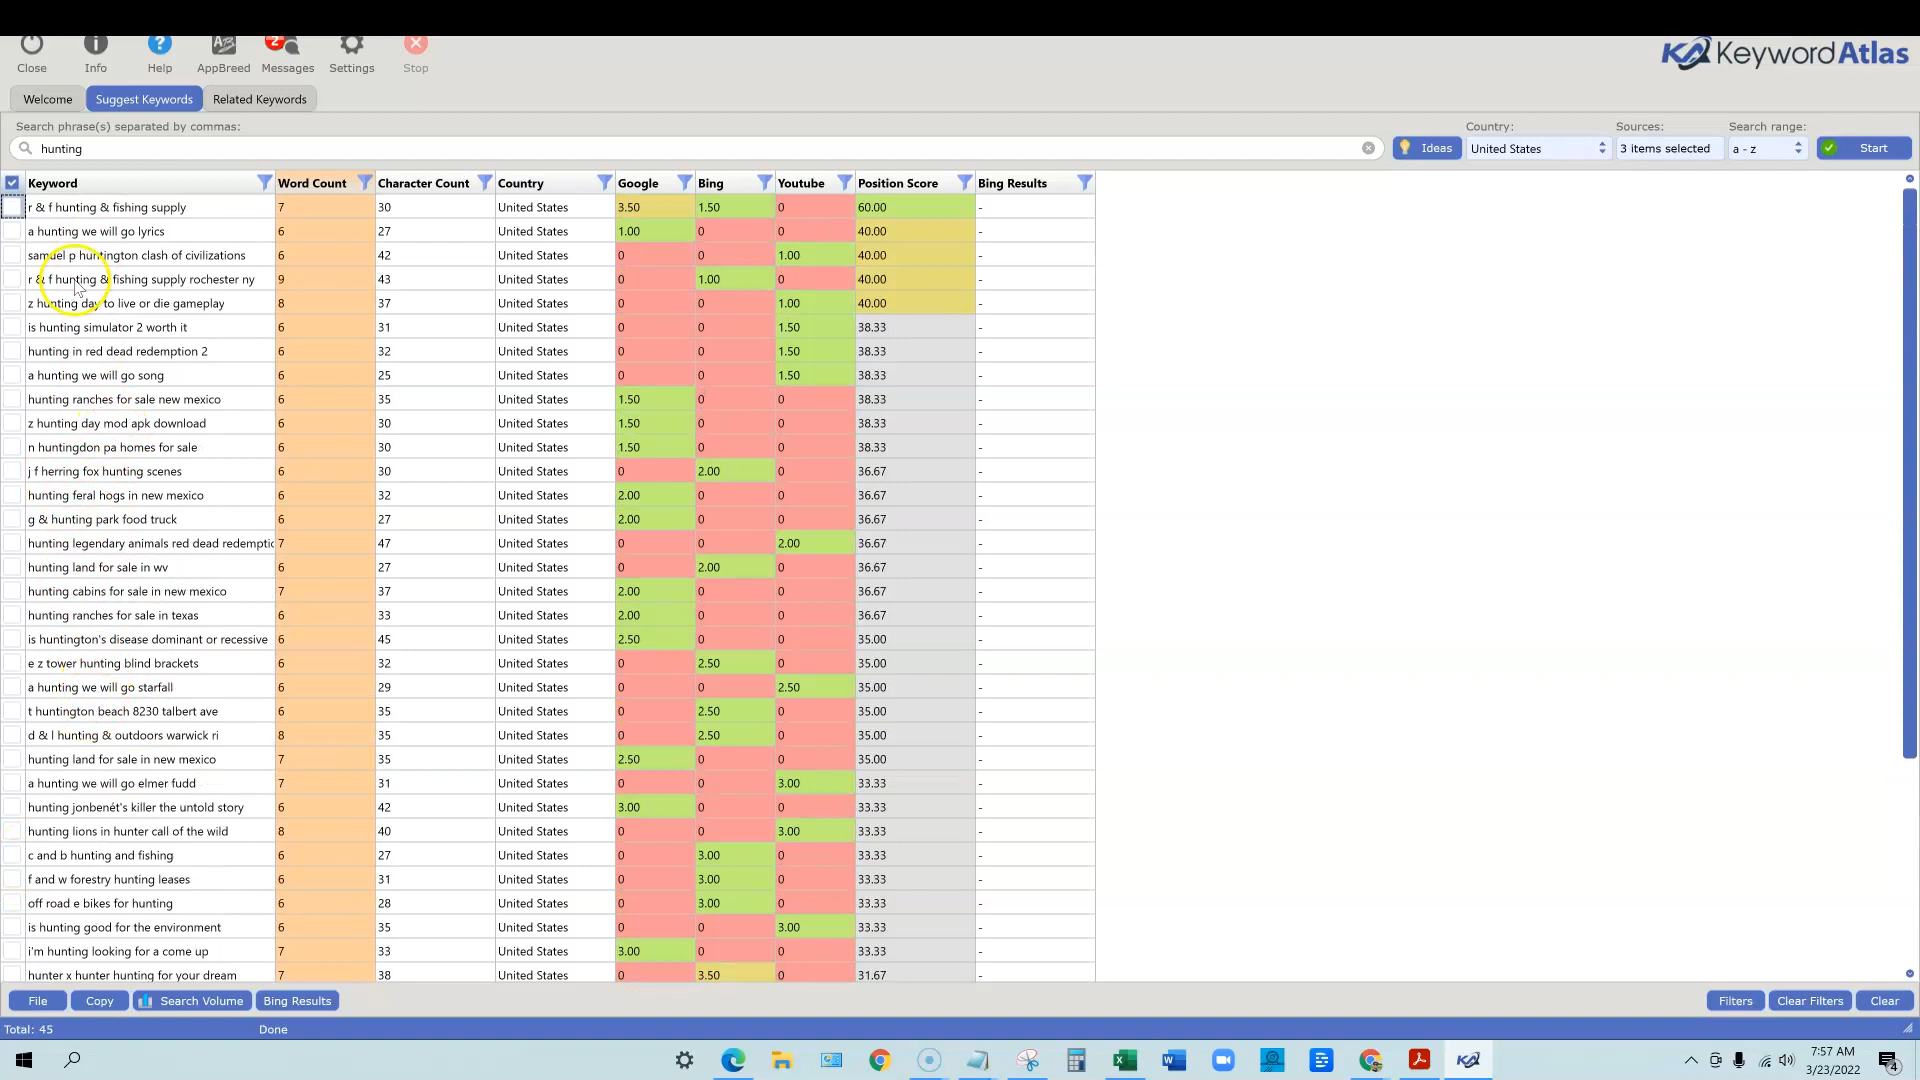 Close Info Help AppBreed 2 Messages Settings Stop
KA KeywordAtlas
Welcome Suggest Keywords Related Keywords
Search phrase(s) separated by commas: Country: Sources: Search range:
hunting Ideas United States 3 items selected a - z Start
Keyword Word Count Character Count Country Google Bing Youtube Position Score Bing Results
r & f hunting & fishing supply 7 30 United States 3.50 1.50 0 60.00 -
a hunting we will go lyrics 6 27 United States 1.00 0 0 40.00 -
samuel p huntington clash of civilizations 6 42 United States 0 0 1.00 40.00 -
r & f hunting & fishing supply rochester ny 9 43 United States 0 1.00 0 40.00 -
z hunting day to live or die gameplay 8 37 United States 0 0 1.00 40.00 -
is hunting simulator 2 worth it 6 31 United States 0 0 1.50 38.33 -
hunting in red dead redemption 2 6 32 United States 0 0 1.50 38.33 -
a hunting we will go song 6 25 United States 0 0 1.50 38.33 -
hunting ranches for sale new mexico 6 35 United States 1.50 0 0 38.33 -
z hunting day mod apk download 6 30 United States 1.50 0 0 38.33 -
n huntingdon pa homes for sale 6 30 United States 1.50 0 0 38.33 -
j f herring fox hunting scenes 6 30 United States 0 2.00 0 36.67 -
hunting feral hogs in new mexico 6 32 United States 2.00 0 0 36.67 -
g & hunting park food truck 6 27 United States 2.00 0 0 36.67 -
hunting legendary animals red dead redemptic 7 47 United States 0 0 2.00 36.67 -
hunting land for sale in wv 6 27 United States 0 2.00 0 36.67 -
hunting cabins for sale in new mexico 7 37 United States 2.00 0 0 36.67 -
hunting ranches for sale in texas 6 33 United States 2.00 0 0 36.67 -
is huntington's disease dominant or recessive 6 45 United States 2.50 0 0 35.00 -
e z tower hunting blind brackets 6 32 United States 0 2.50 0 35.00 -
a hunting we will go starfall 6 29 United States 0 0 2.50 35.00 -
t huntington beach 8230 talbert ave 6 35 United States 0 2.50 0 35.00 -
d & l hunting & outdoors warwick ri 8 35 United States 0 2.50 0 35.00 -
hunting land for sale in new mexico 7 35 United States 2.50 0 0 35.00 -
a hunting we will go elmer fudd 7 31 United States 0 0 3.00 33.33 -
hunting jonbenét's killer the untold story 6 42 United States 3.00 0 0 33.33 -
hunting lions in hunter call of the wild 8 40 United States 0 0 3.00 33.33 -
c and b hunting and fishing 6 27 United States 0 3.00 0 33.33 -
f and w forestry hunting leases 6 31 United States 0 3.00 0 33.33 -
off road e bikes for hunting 6 28 United States 0 3.00 0 33.33 -
is hunting good for the environment 6 35 United States 0 0 3.00 33.33 -
i'm hunting looking for a come up 7 33 United States 3.00 0 0 33.33 -
hunter x hunter hunting for your dream 7 38 United States 0 3.50 0 31.67 -
File Copy Search Volume Bing Results Filters Clear Filters Clear
Total: 45 Done
7:57 AM
3/23/2022 4